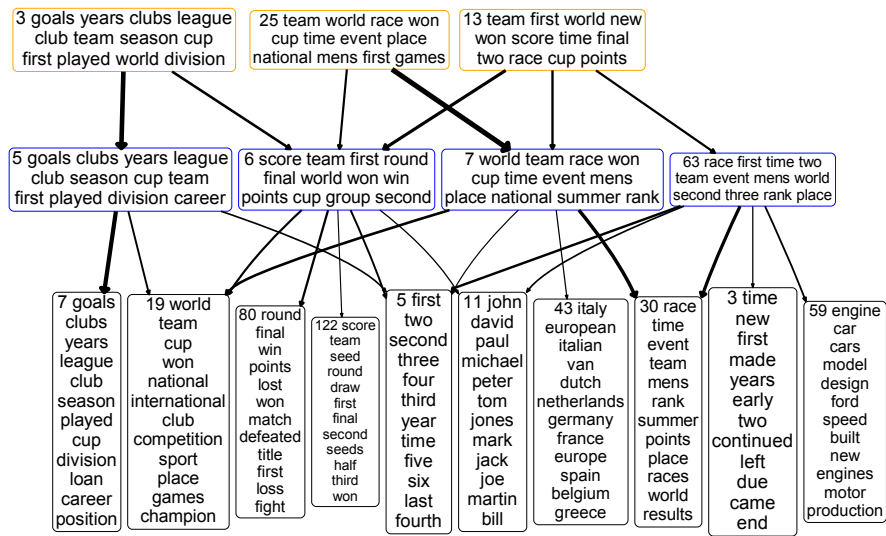 3 goals years clubs league
club team season cup
first played world division
25 team world race won
cup time event place
national mens first games
13 team first world new
won score time final
two race cup points
5 goals clubs years league
club season cup team
first played division career
6 score team first round
final world won win
points cup group second
7 world team race won
cup time event mens
place national summer rank
63 race first time two
team event mens world
second three rank place
7 goals
clubs
years
league
club
season
played
cup
division
loan
career
position
19 world
team
cup
won
national
international
club
competition
sport
place
games
champion
80 round
final
win
points
lost
won
match
defeated
title
first
loss
fight
122 score
team
seed
round
draw
first
final
second
seeds
half
third
won
5 first
two
second
three
four
third
year
time
five
six
last
fourth
11 john
david
paul
michael
peter
tom
jones
mark
jack
joe
martin
bill
43 italy
european
italian
van
dutch
netherlands
germany
france
europe
spain
belgium
greece
30 race
time
event
team
mens
rank
summer
points
place
races
world
results
3 time
new
first
made
years
early
two
continued
left
due
came
end
59 engine
car
cars
model
design
ford
speed
built
new
engines
motor
production